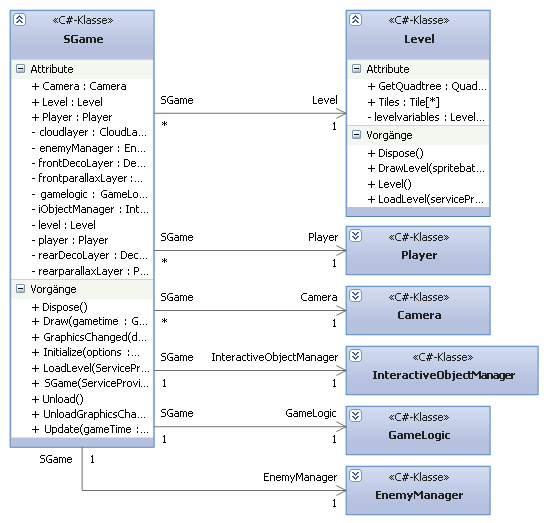 «C#-Klasse»
SGame
Attribute
+ Camera : Camera
+ Level : Level
+ Player : Player
- cloudlayer : CloudLa...
- enemyManager : En...
- frontDecoLayer : De...
- frontparallaxLayer :...
- gamelogic : GameLo...
- iObjectManager : Int...
- level : Level
- player : Player
- rearDecoLayer : Dec...
- rearparallaxLayer : P...
Vorgänge
+ Dispose()
+ Draw(gametime : G...
+ GraphicsChanged(d...
+ Initialize(options :...
+ LoadLevel(ServicePr...
+ SGame(ServiceProvi...
+ Unload()
+ UnloadGraphicsCha...
+ Update(gameTime :...
«C#-Klasse»
Level
Attribute
+ GetQuadtree : Quad...
+ Tiles : Tile[*]
- levelvariables : Level...
Vorgänge
+ Dispose()
+ DrawLevel(spritebat...
+ Level()
+ LoadLevel(servicePr...
SGame Level
* 1
SGame Player
* 1
«C#-Klasse»
Player
SGame Camera
* 1
«C#-Klasse»
Camera
SGame InteractiveObjectManager
1 1
«C#-Klasse»
InteractiveObjectManager
SGame GameLogic
1 1
«C#-Klasse»
GameLogic
SGame 1
EnemyManager
1
«C#-Klasse»
EnemyManager